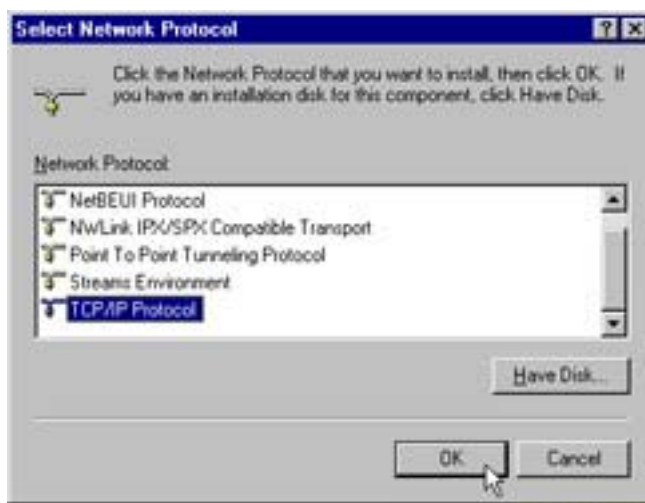 Select Network Protocol
Click the Network Protocol that you want to install, then click OK. If
you have an installation disk for this component, click Have Disk.
Network Protocol:
NetBEUI Protocol
NWLink IPX/SPX Compatible Transport
Point To Point Tunneling Protocol
Streams Environment
TCP/IP Protocol
Have Disk...
OK
Cancel